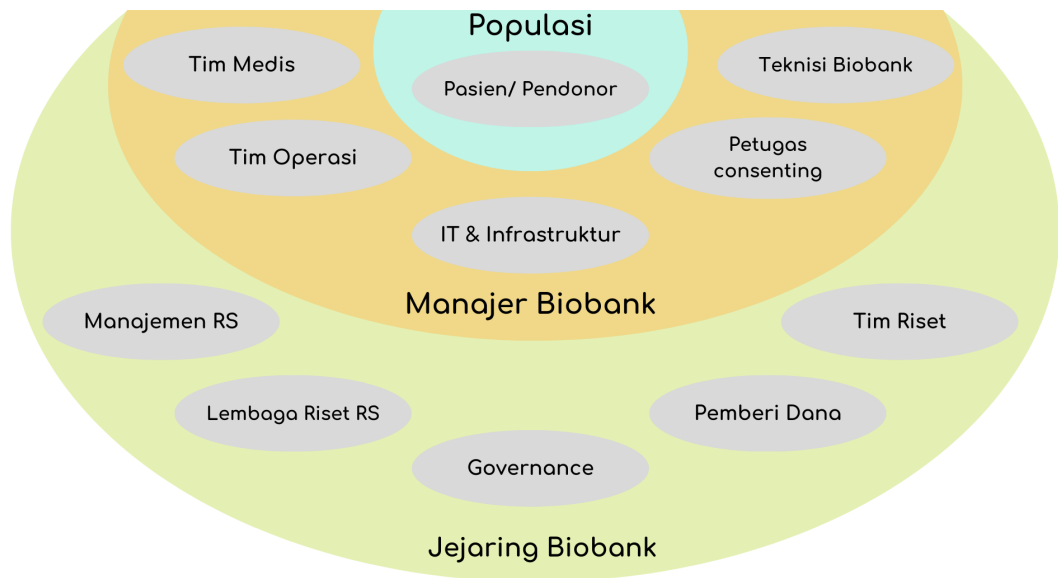 Populasi
Tim Medis
Pasien/ Pendonor
Teknisi Biobank
Tim Operasi
Petugas
consenting
IT & Infrastruktur
Manajer Biobank
Manajemen RS
Tim Riset
Lembaga Riset RS
Pemberi Dana
Governance
Jejaring Biobank